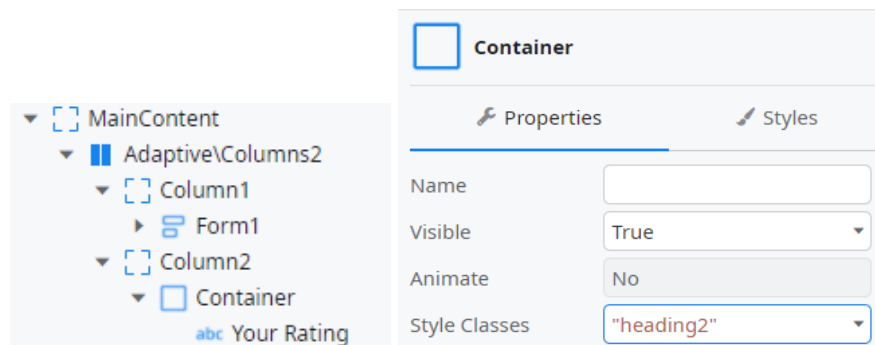 MainContent
Adaptive\Columns2
Column1
Form1
Column2
Container
abc Your Rating
Container
Properties
Styles
Name
Visible
True
Animate
No
Style Classes
"heading2"